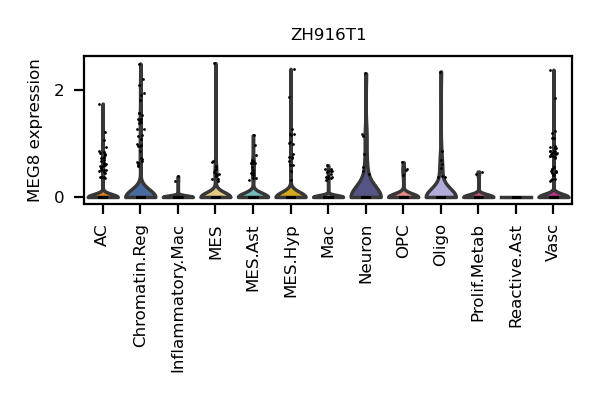 ZH916T1
MEG8 expression
2
0
AC
Chromatin.Reg
Inflammatory.Mac
MES
MES.Ast
MES.Hyp
Mac
Neuron
OPC
Oligo
Prolif.Metab
Reactive.Ast
Vasc